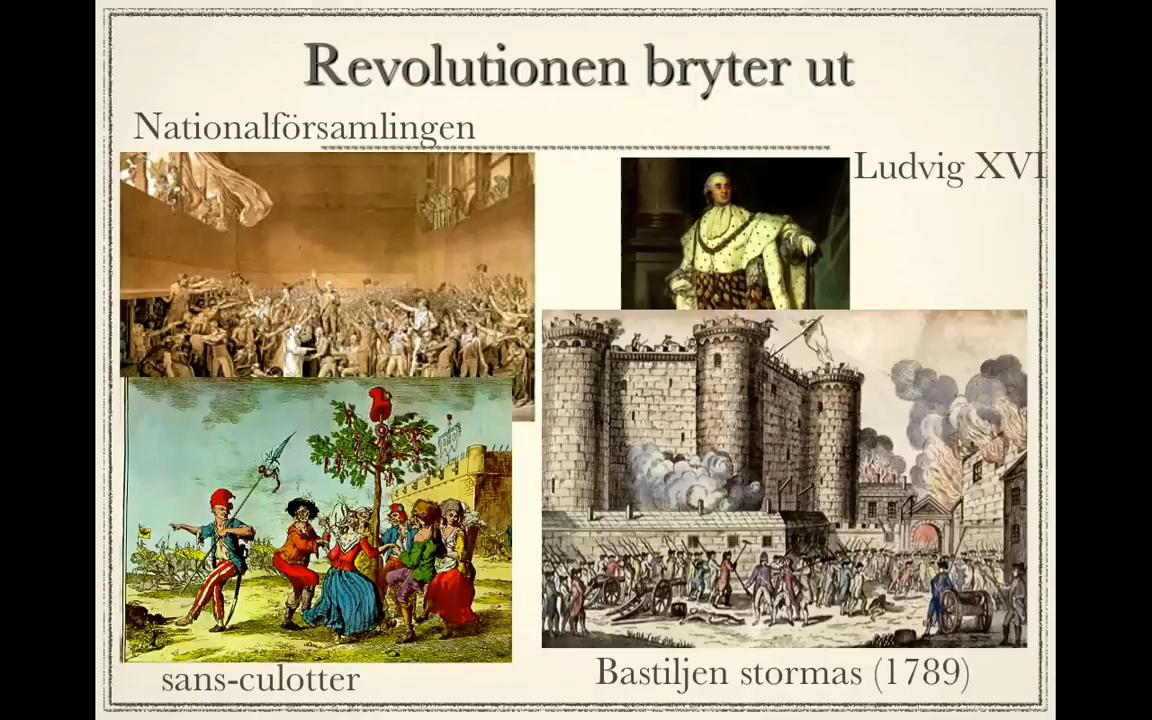 Revolutionen bryter ut
Nationalförsamlingen
Ludvig XVI
sans-culotter
Bastiljen stormas (1789)